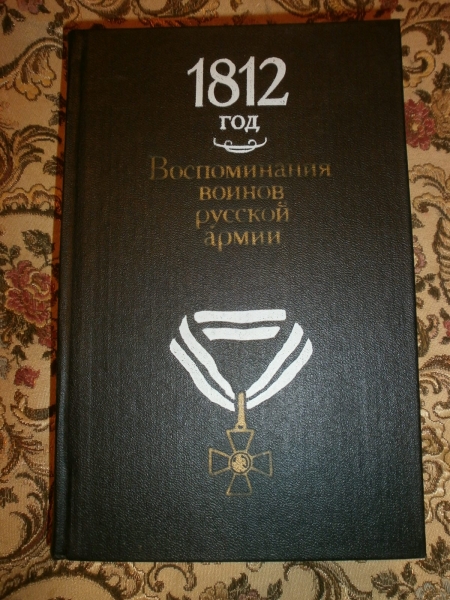 1812
год
Воспоминания
воинов
русской
армии